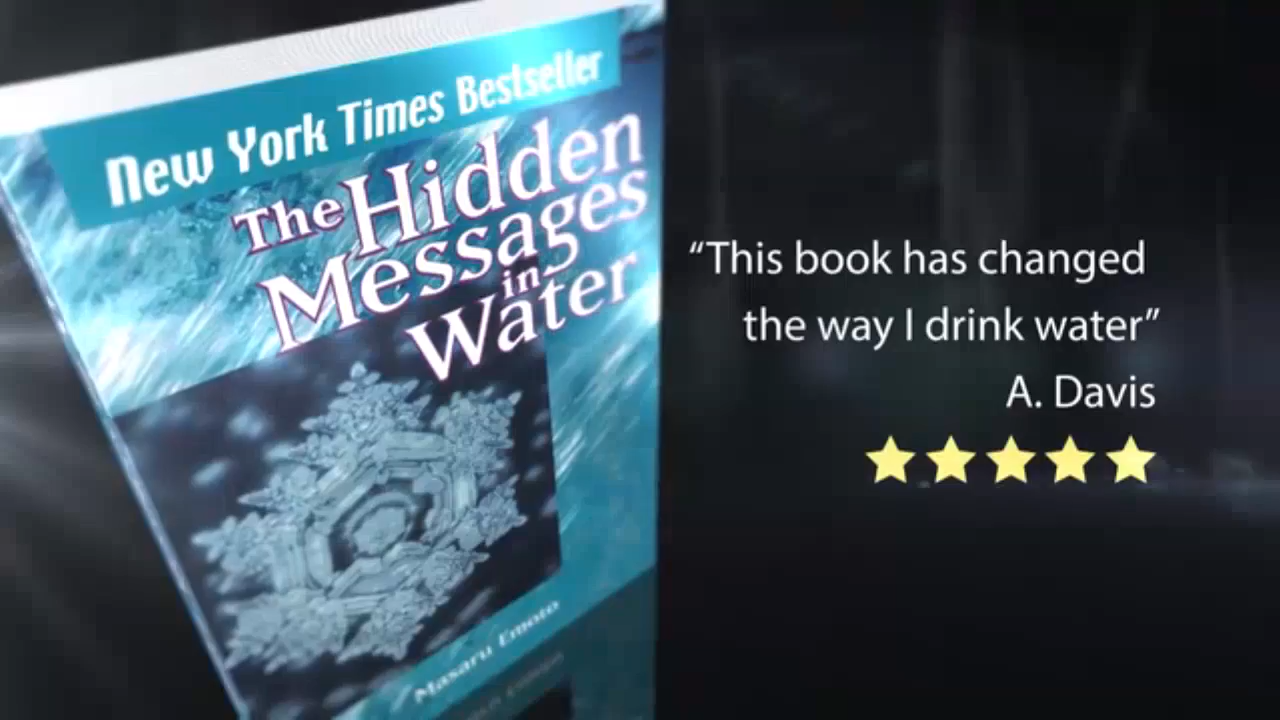 New York Times Bestseller
The Hidden
Messages
in
Water
Masaru Emoto
“This book has changed
the way I drink water”
A. Davis